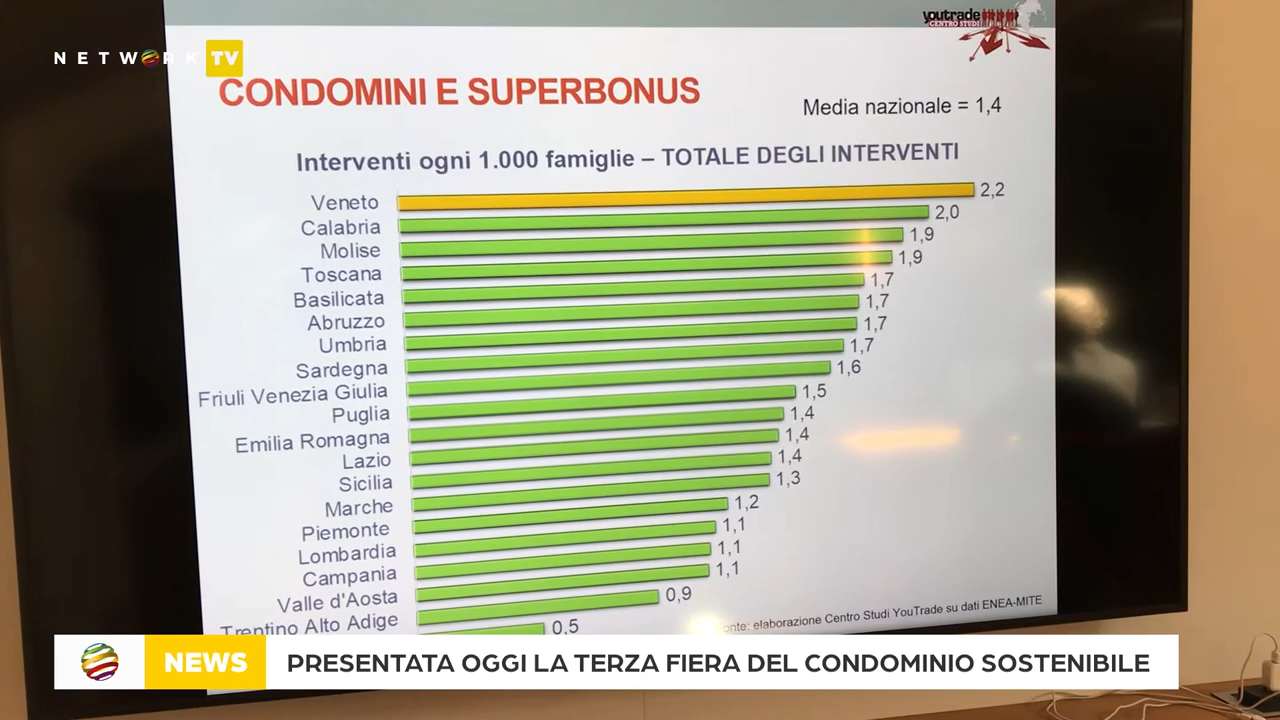 NETWORK TV
youtrade
CENTRO STUDI
CONDOMINI E SUPERBONUS
Media nazionale = 1,4
Interventi ogni 1.000 famiglie – TOTALE DEGLI INTERVENTI
Veneto 2,2
Calabria 2,0
Molise 1,9
Toscana 1,9
Basilicata 1,7
Abruzzo 1,7
Umbria 1,7
Sardegna 1,7
Friuli Venezia Giulia 1,6
Puglia 1,5
Emilia Romagna 1,4
Lazio 1,4
Sicilia 1,4
Marche 1,3
Piemonte 1,2
Lombardia 1,1
Campania 1,1
Valle d'Aosta 1,1
Trentino Alto Adige 0,9
0,5
onte: elaborazione Centro Studi YouTrade su dati ENEA-MITE
NEWS PRESENTATA OGGI LA TERZA FIERA DEL CONDOMINIO SOSTENIBILE